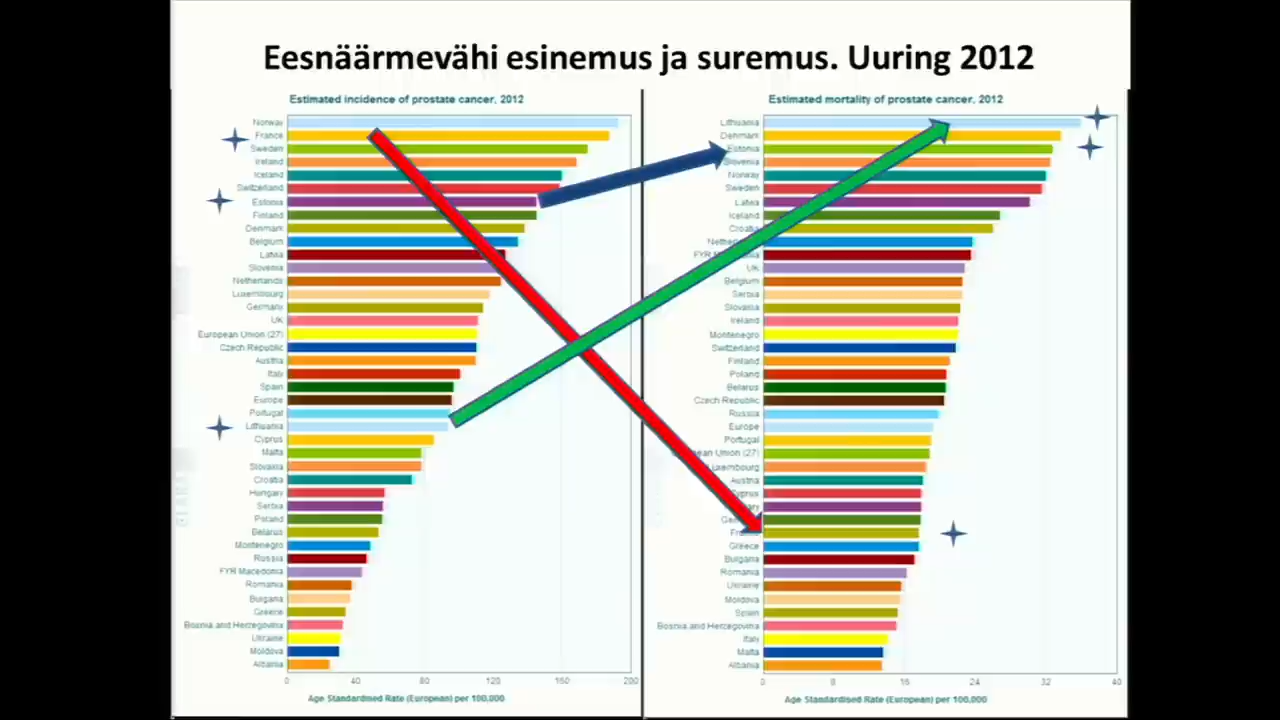 Eesnäärmevähi esinemus ja suremus. Uuring 2012
Estimated incidence of prostate cancer, 2012
Norway
France
Sweden
Ireland
Iceland
Switzerland
Estonia
Finland
Denmark
Belgium
Latvia
Slovenia
Netherlands
Luxembourg
Germany
UK
European Union (27)
Czech Republic
Austria
Italy
Spain
Europe
Portugal
Lithuania
Cyprus
Malta
Slovakia
Croatia
Hungary
Serbia
Poland
Belarus
Montenegro
Russia
FYR Macedonia
Romania
Bulgaria
Greece
Bosnia and Herzegovina
Ukraine
Moldova
Albania
0 40 80 120 160 200
Age Standardised Rate (European) per 100,000
Estimated mortality of prostate cancer, 2012
Lithuania
Denmark
Estonia
Slovenia
Norway
Sweden
Latvia
Iceland
Croatia
FYR
UK
Belgium
Serbia
Slovakia
Ireland
Montenegro
Switzerland
Finland
Poland
Belarus
Czech Republic
Russia
Europe
Portugal
Union (27)
Luxembourg
Austria
Cyprus
Greece
Bulgaria
Romania
Ukraine
Moldova
Spain
Bosnia and Herzegovina
Italy
Malta
Albania
0 8 16 24 32 40
Age Standardised Rate (European) per 100,000